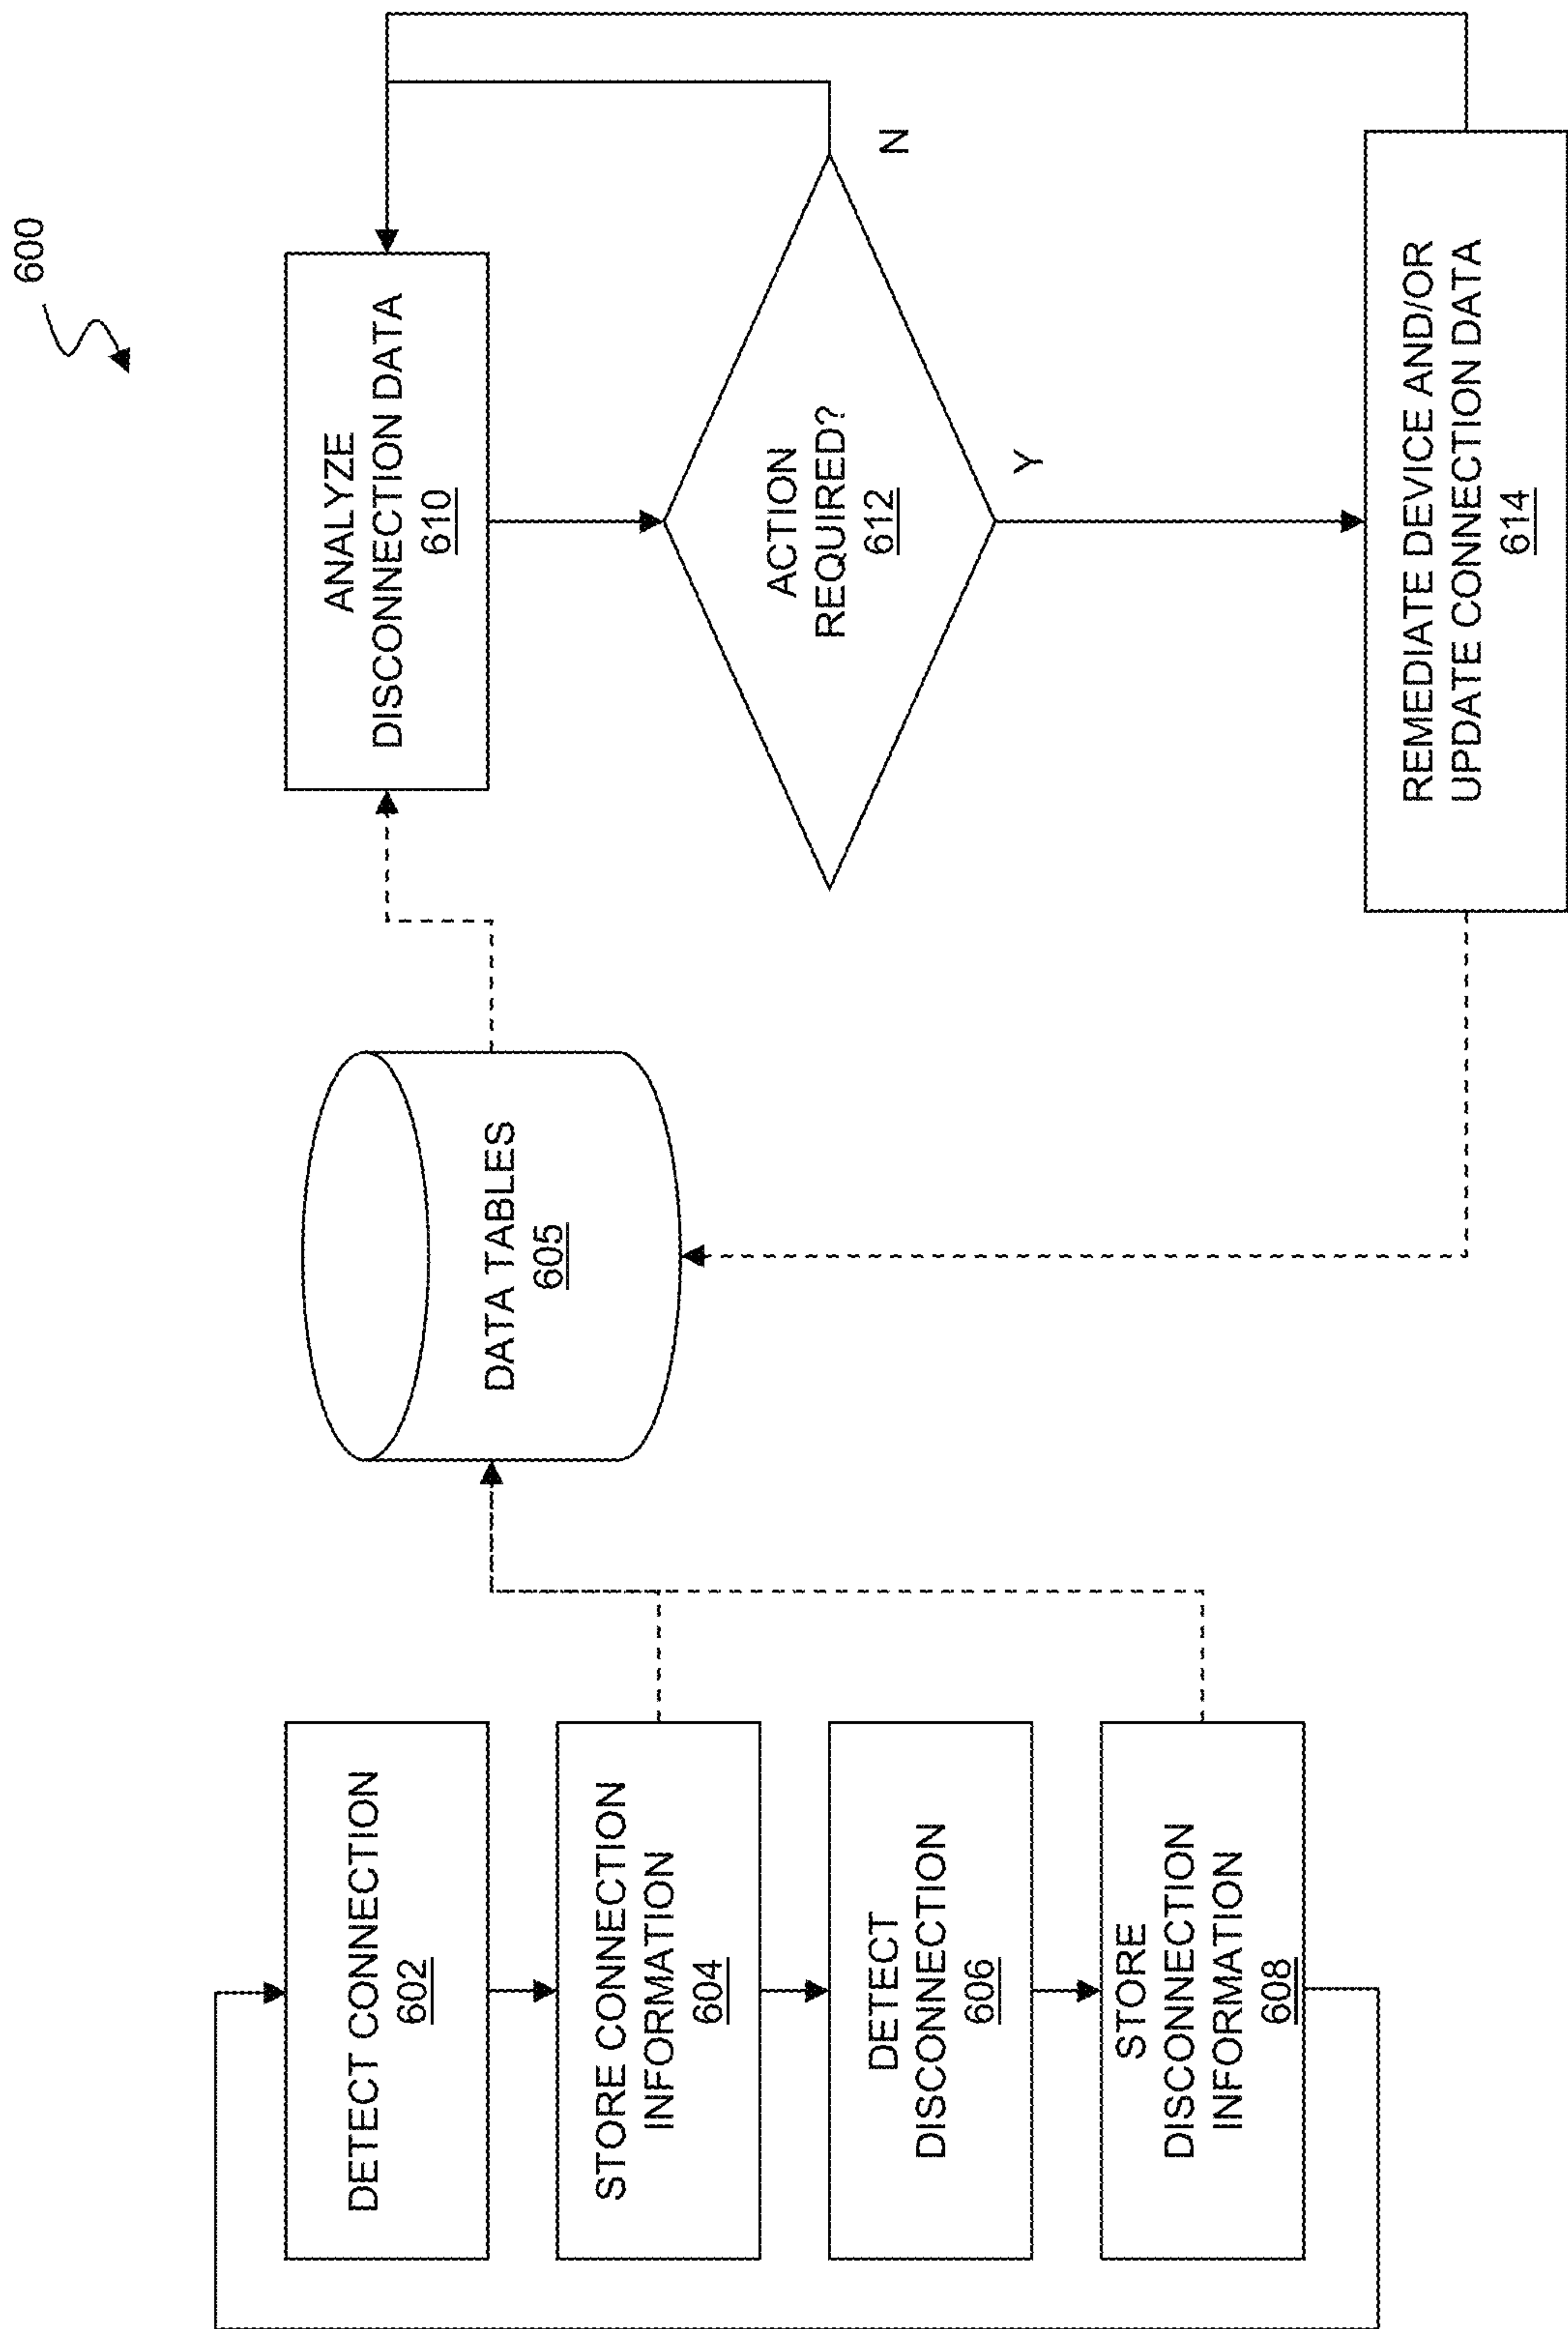 600
DETECT CONNECTION
602
STORE CONNECTION
INFORMATION
604
DETECT
DISCONNECTION
606
STORE
DISCONNECTION
INFORMATION
608
DATA TABLES
605
ANALYZE
DISCONNECTION DATA
610
ACTION
REQUIRED?
612
N
Y
REMEDIATE DEVICE AND/OR
UPDATE CONNECTION DATA
614